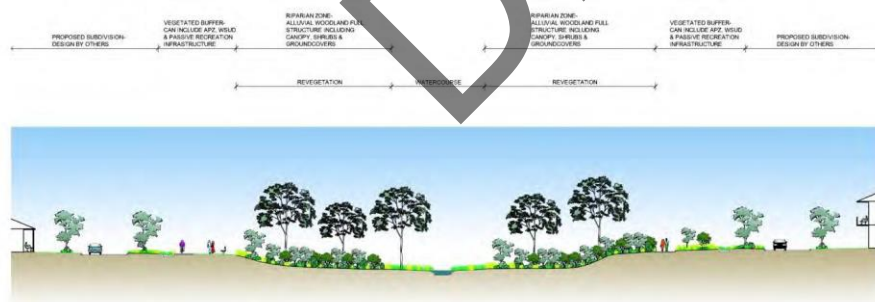 PROPOSED SUBDIVISION-
DESIGN BY OTHERS
VEGETATED BUFFER-
CAN INCLUDE APZ, WSUD
& PASSIVE RECREATION
INFRASTRUCTURE
RIPARIAN ZONE-
ALLUVIAL WOODLAND FULL
STRUCTURE INCLUDING
CANOPY, SHRUBS &
GROUNDCOVERS
RIPARIAN ZONE-
ALLUVIAL WOODLAND FULL
STRUCTURE INCLUDING
CANOPY, SHRUBS &
GROUNDCOVERS
VEGETATED BUFFER-
CAN INCLUDE APZ, WSUD
& PASSIVE RECREATION
INFRASTRUCTURE
PROPOSED SUBDIVISION-
DESIGN BY OTHERS
REVEGETATION
WATERCOURSE
REVEGETATION